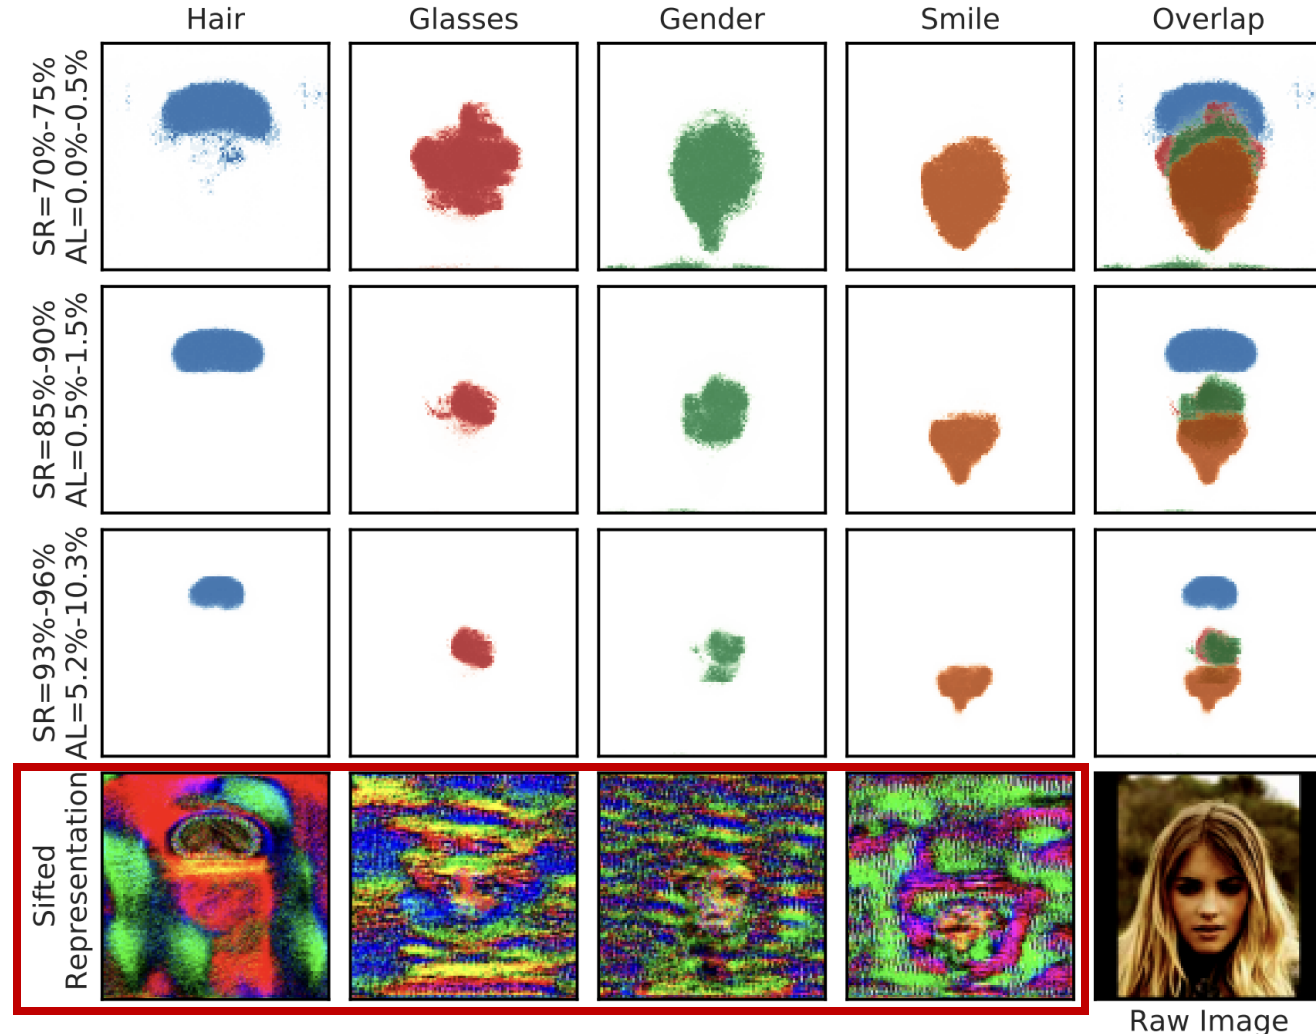 Hair Glasses Gender Smile Overlap
SR=70%-75%
AL=0.0%-0.5%
SR=85%-90%
AL=0.5%-1.5%
SR=93%-96%
AL=5.2%-10.3%
Sifted
Representation
Raw Image